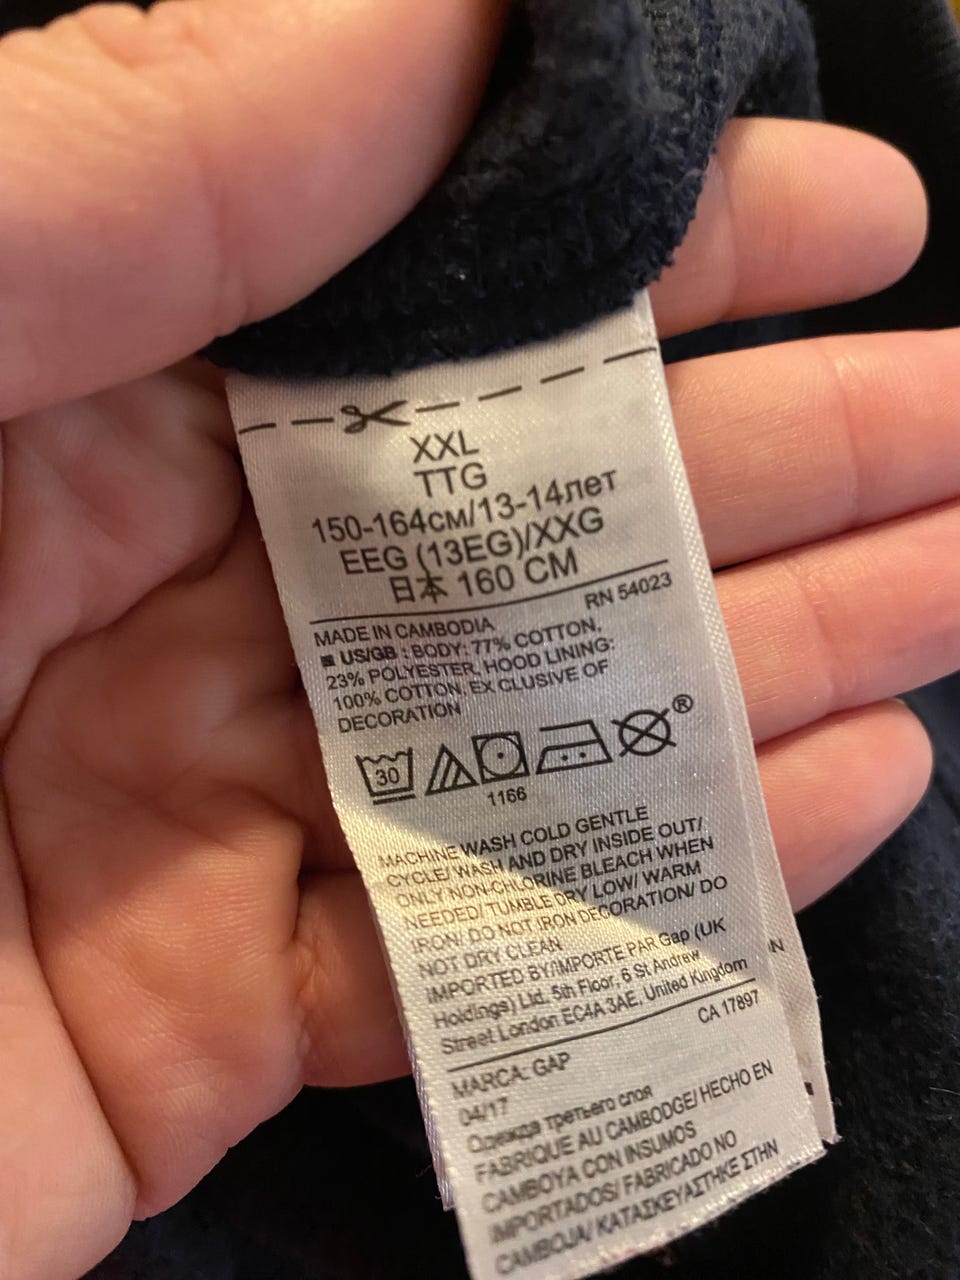 XXL
TTG
150-164см/13-14лет
EEG (13EG)/XXG
日本 160 CM
RN 54023
MADE IN CAMBODIA
US/GB : BODY: 77% COTTON,
23% POLYESTER, HOOD LINING:
100% COTTON, EX CLUSIVE OF
DECORATION
30
®
1166
MACHINE WASH COLD GENTLE
CYCLE/ WASH AND DRY INSIDE OUT/
ONLY NON-CHLORINE BLEACH WHEN
NEEDED/ TUMBLE DRY LOW/ WARM
IRON/ DO NOT IRON DECORATION/ DO
NOT DRY CLEAN
IMPORTED BY/IMPORTE PAR Gap (UK
Holdings) Ltd, 5th Floor, 6 St Andrew
Street London EC4A 3AE, United Kingdom
CA 17897
MARCA: GAP
04/17
Одежда третьего слоя
FABRIQUE AU CAMBODGE/ HECHO EN
CAMBOYA CON INSUMOS
IMPORTADOS/ FABRICADO NO
CAMBOJA/ ΚΑΤΑΣΚΕΥΑΣΤΗΚΕ ΣΤΗΝ